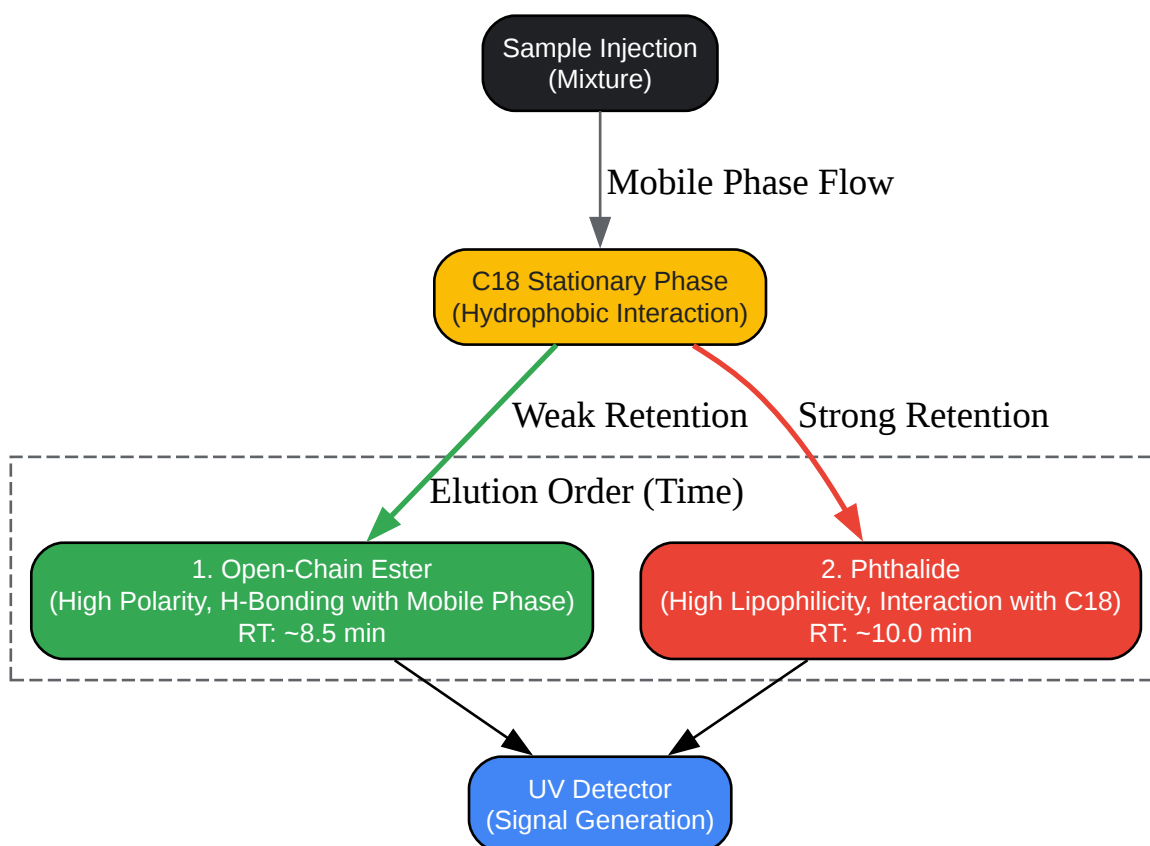 Sample Injection
(Mixture)
Mobile Phase Flow
C18 Stationary Phase
(Hydrophobic Interaction)
Weak Retention
Strong Retention
Elution Order (Time)
1. Open-Chain Ester
(High Polarity, H-Bonding with Mobile Phase)
RT: ~8.5 min
2. Phthalide
(High Lipophilicity, Interaction with C18)
RT: ~10.0 min
UV Detector
(Signal Generation)